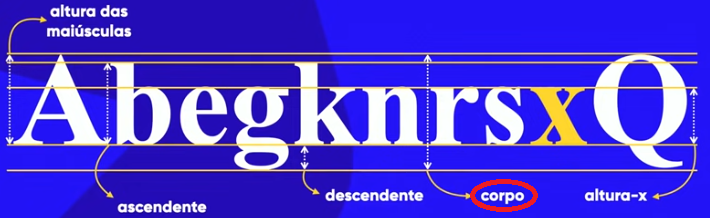 altura das
maiúsculas
AbegknrsxQ
ascendente
descendente
corpo
altura-x